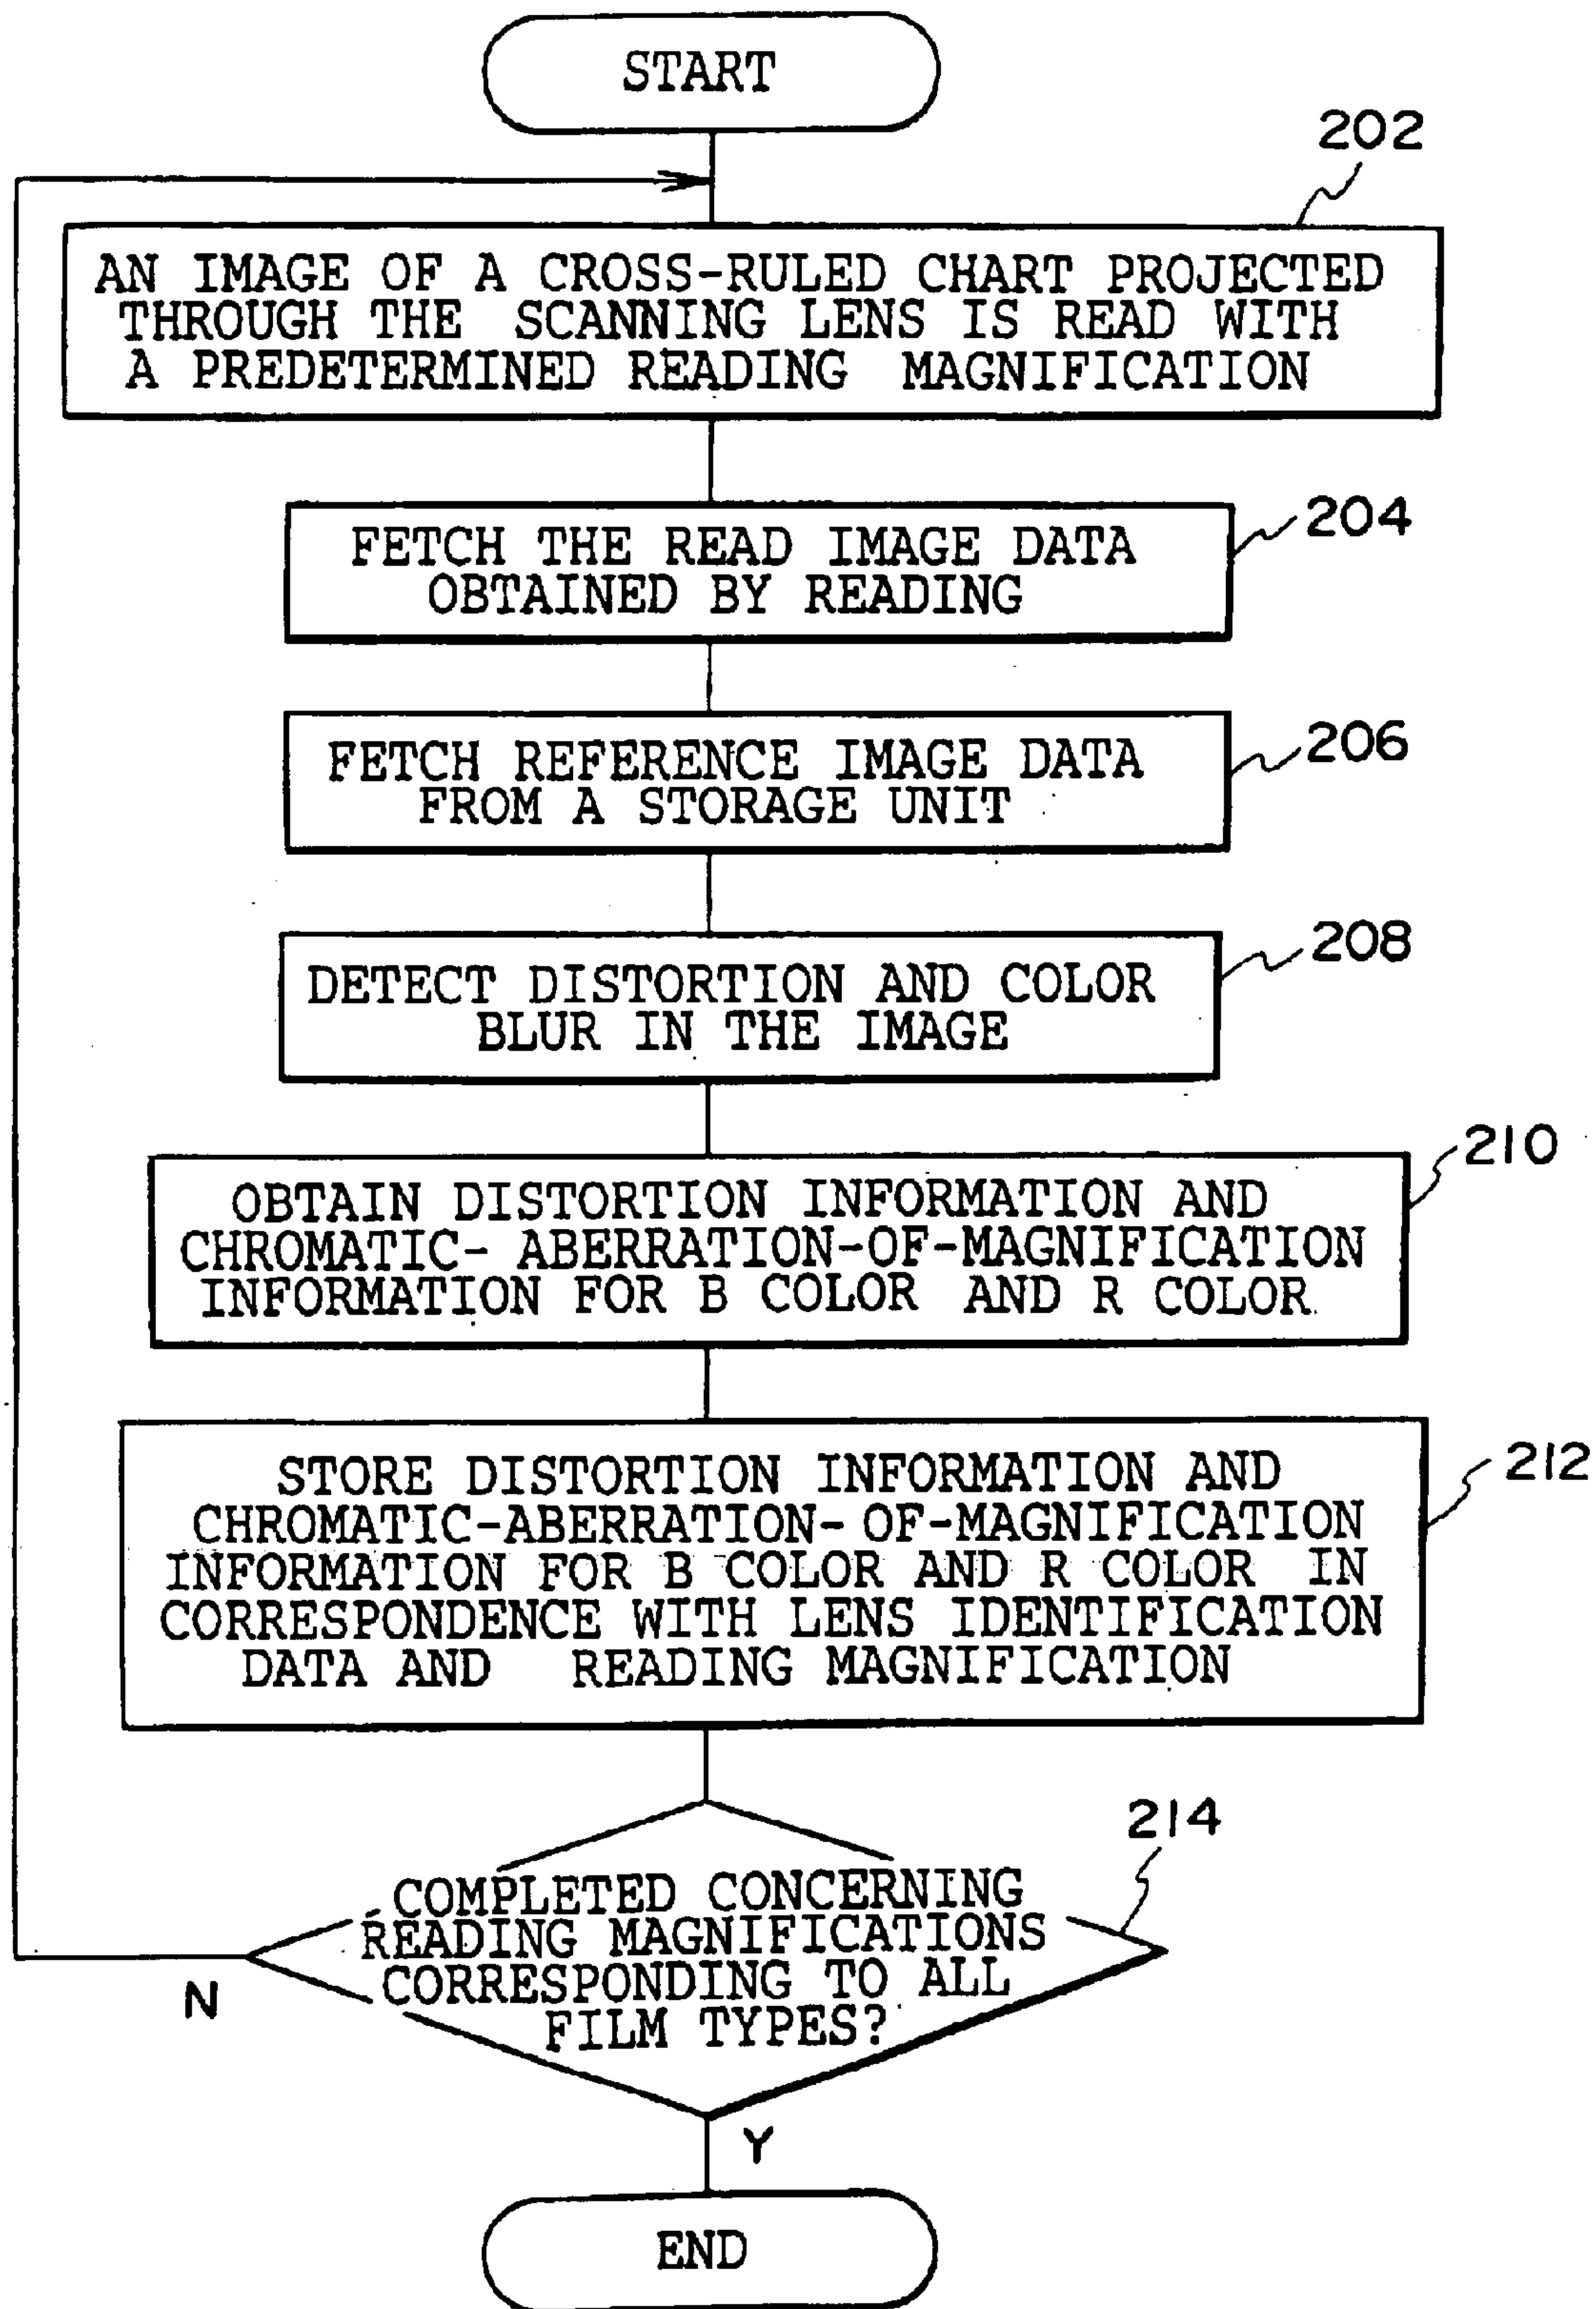 START
202
AN IMAGE OF A CROSS-RULED CHART PROJECTED
THROUGH THE SCANNING LENS IS READ WITH
A PREDETERMINED READING MAGNIFICATION
204
FETCH THE READ IMAGE DATA
OBTAINED BY READING
206
FETCH REFERENCE IMAGE DATA
FROM A STORAGE UNIT
208
DETECT DISTORTION AND COLOR
BLUR IN THE IMAGE
210
OBTAIN DISTORTION INFORMATION AND
CHROMATIC- ABERRATION-OF-MAGNIFICATION
INFORMATION FOR B COLOR AND R COLOR
212
STORE DISTORTION INFORMATION AND
CHROMATIC-ABERRATION- OF-MAGNIFICATION
INFORMATION FOR B COLOR AND R COLOR IN
CORRESPONDENCE WITH LENS IDENTIFICATION
DATA AND READING MAGNIFICATION
214
COMPLETED CONCERNING
READING MAGNIFICATIONS
CORRESPONDING TO ALL
FILM TYPES?
N
Y
END